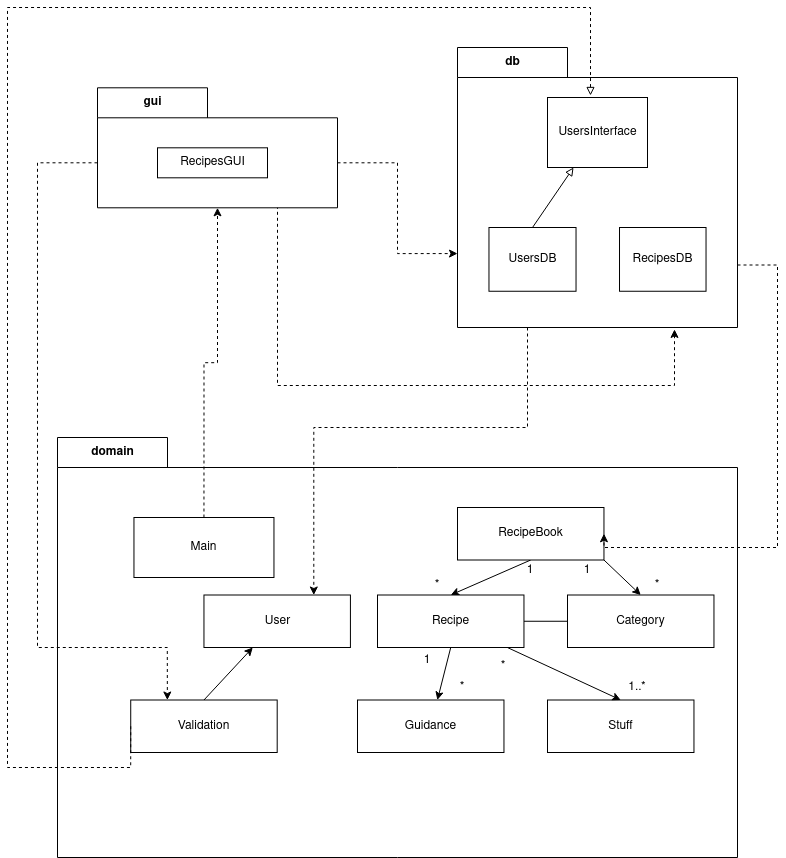 db
gui
UsersInterface
RecipesGUI
UsersDB
RecipesDB
domain
RecipeBook
Main
1
1
*
*
User
Recipe
Category
1
*
*
1..*
Validation
Guidance
Stuff